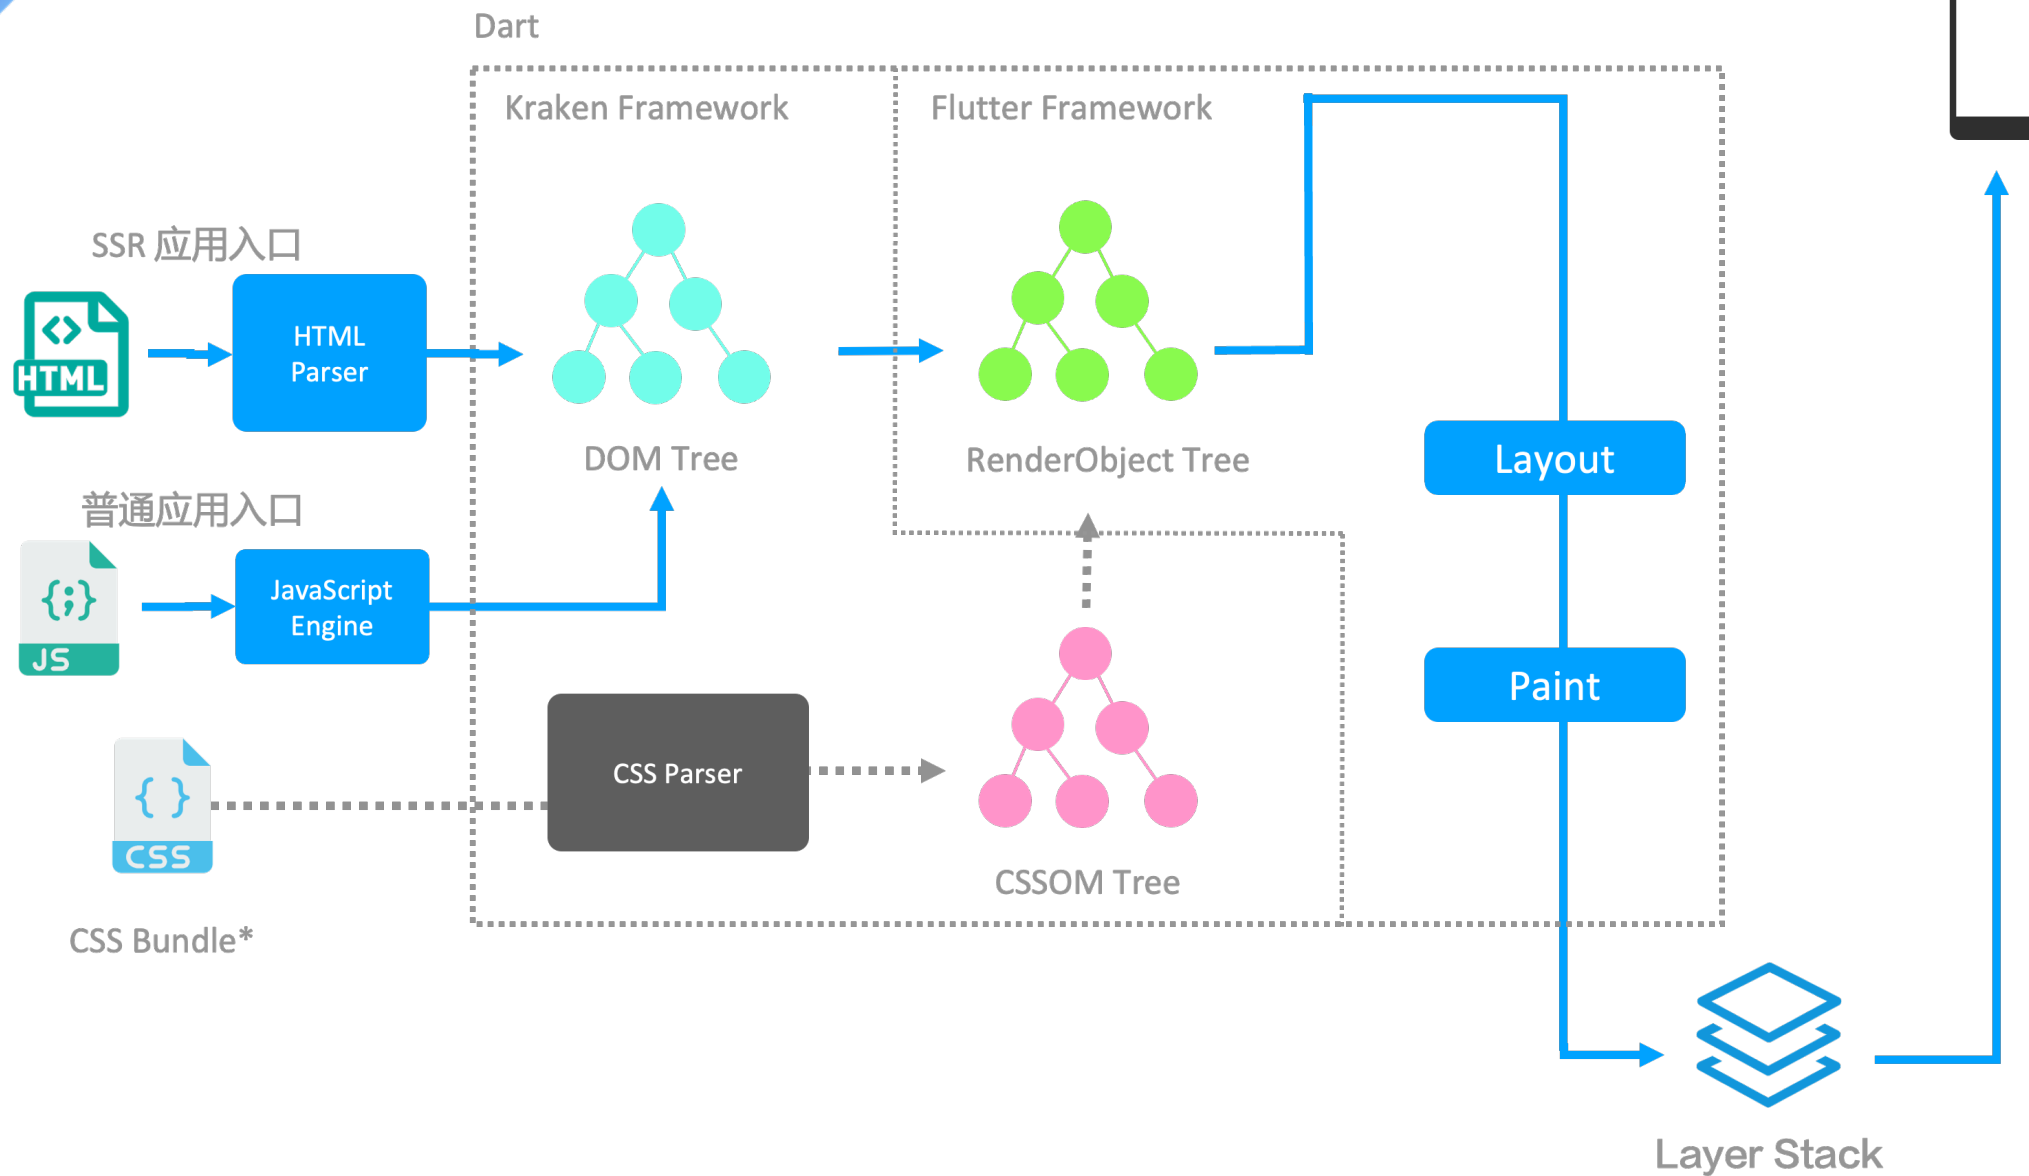 Dart
Kraken Framework
Flutter Framework
SSR 应用入口
HTML
HTML
Parser
DOM Tree
RenderObject Tree
Layout
普通应用入口
JS
JavaScript
Engine
Paint
CSS Parser
CSS
CSSOM Tree
CSS Bundle*
Layer Stack